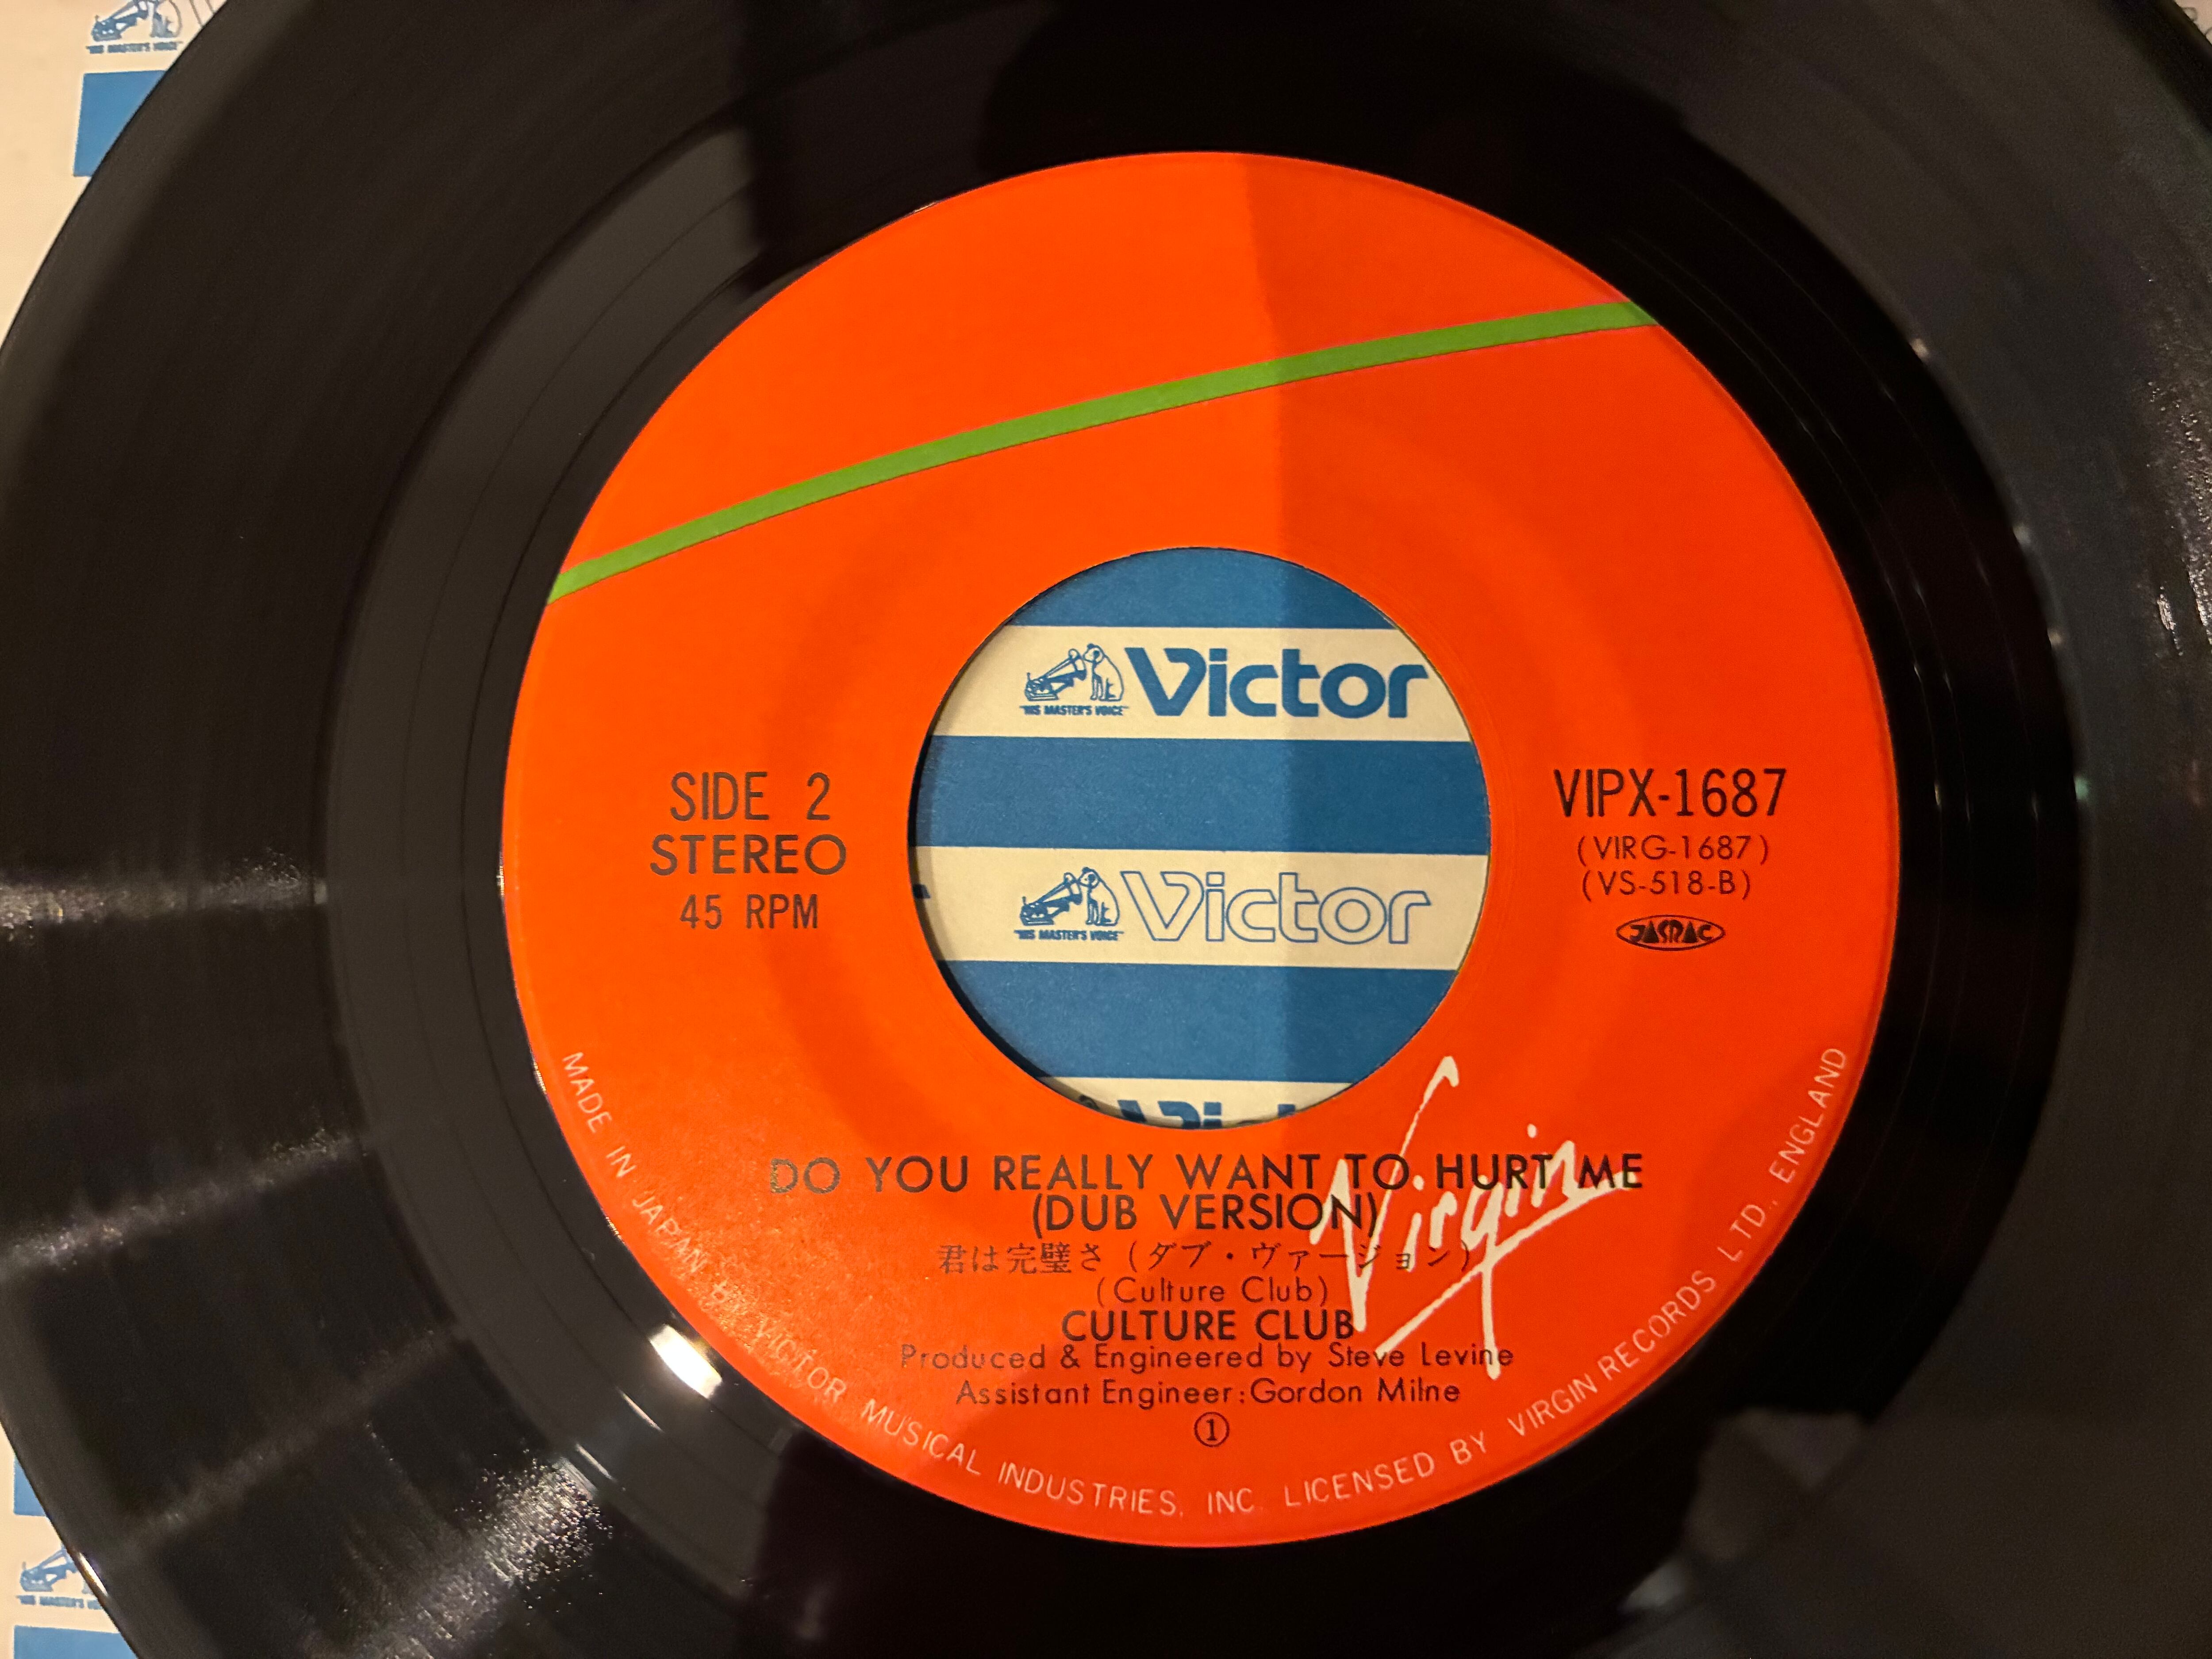 "HIS MASTER'S VOICE"
"HIS MASTER'S VOICE" Victor
SIDE 2
STEREO
45 RPM
VIPX-1687
(VIRG-1687)
(VS-518-B)
JASRAC
"HIS MASTER'S VOICE" Victor
DO YOU REALLY WANT TO HURT ME
(DUB VERSION)
君は完璧さ (ダブ・ヴァージョン)
(Culture Club)
CULTURE CLUB
Produced & Engineered by Steve Levine
Assistant Engineer:Gordon Milne
①
Virgin
MADE IN JAPAN BY VICTOR MUSICAL INDUSTRIES, INC. LICENSED BY VIRGIN RECORDS LTD., ENGLAND